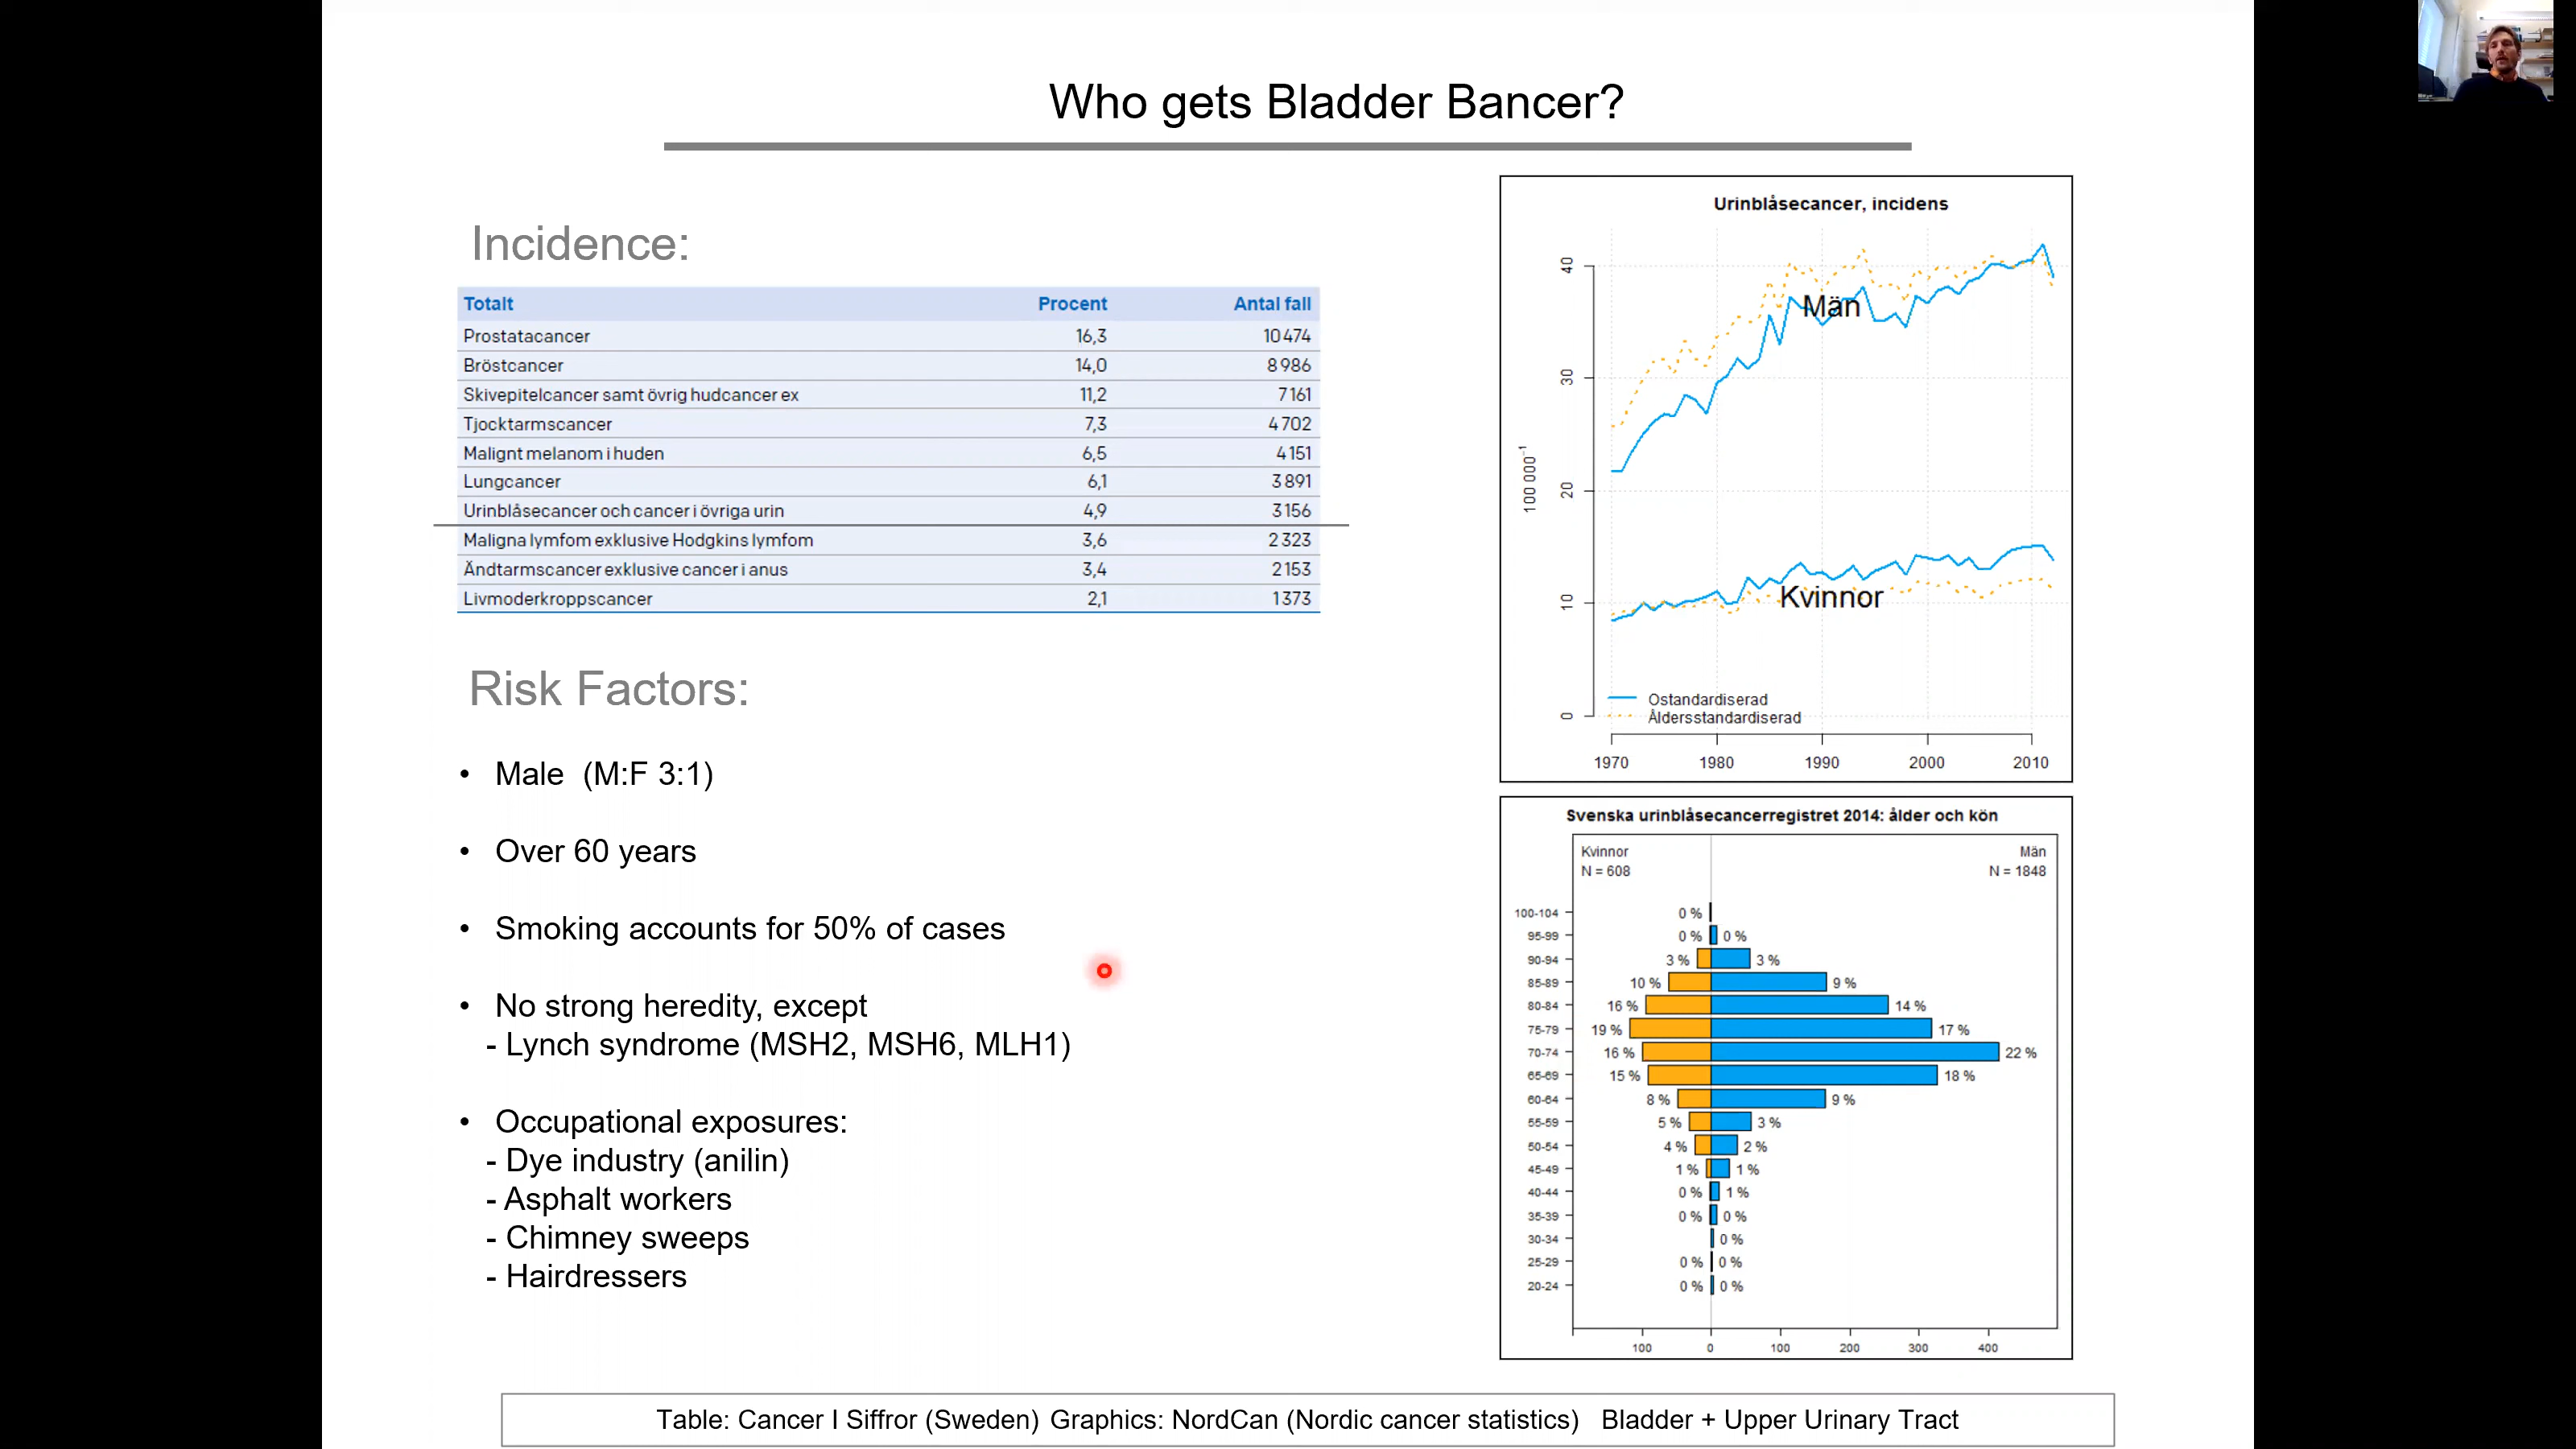 Who gets Bladder Bancer?
Incidence:
Totalt Procent Antal fall
Prostatacancer 16,3 10 474
Bröstcancer 14,0 8 986
Skivepitelcancer samt övrig hudcancer ex 11,2 7 161
Tjocktarmscancer 7,3 4 702
Malignt melanom i huden 6,5 4 151
Lungcancer 6,1 3 891
Urinblåsecancer och cancer i övriga urin 4,9 3 156
Maligna lymfom exklusive Hodgkins lymfom 3,6 2 323
Ändtarmscancer exklusive cancer i anus 3,4 2 153
Livmoderkroppscancer 2,1 1 373
Risk Factors:
• Male (M:F 3:1)
• Over 60 years
• Smoking accounts for 50% of cases
• No strong heredity, except
- Lynch syndrome (MSH2, MSH6, MLH1)
• Occupational exposures:
- Dye industry (anilin)
- Asphalt workers
- Chimney sweeps
- Hairdressers
Urinblåsecancer, incidens
40
30
20
10
0
100 000⁻¹
Män
Kvinnor
Ostandardiserad
Åldersstandardiserad
1970 1980 1990 2000 2010
Svenska urinblåsecancerregistret 2014: ålder och kön
Kvinnor Män
N = 608 N = 1848
100-104 0 %
95-99 0 % 0 %
90-94 3 % 3 %
85-89 10 % 9 %
80-84 16 % 14 %
75-79 19 % 17 %
70-74 16 % 22 %
65-69 15 % 18 %
60-64 8 % 9 %
55-59 5 % 3 %
50-54 4 % 2 %
45-49 1 % 1 %
40-44 0 % 1 %
35-39 0 % 0 %
30-34 0 %
25-29 0 % 0 %
20-24 0 % 0 %
100 0 100 200 300 400
Table: Cancer I Siffror (Sweden) Graphics: NordCan (Nordic cancer statistics) Bladder + Upper Urinary Tract